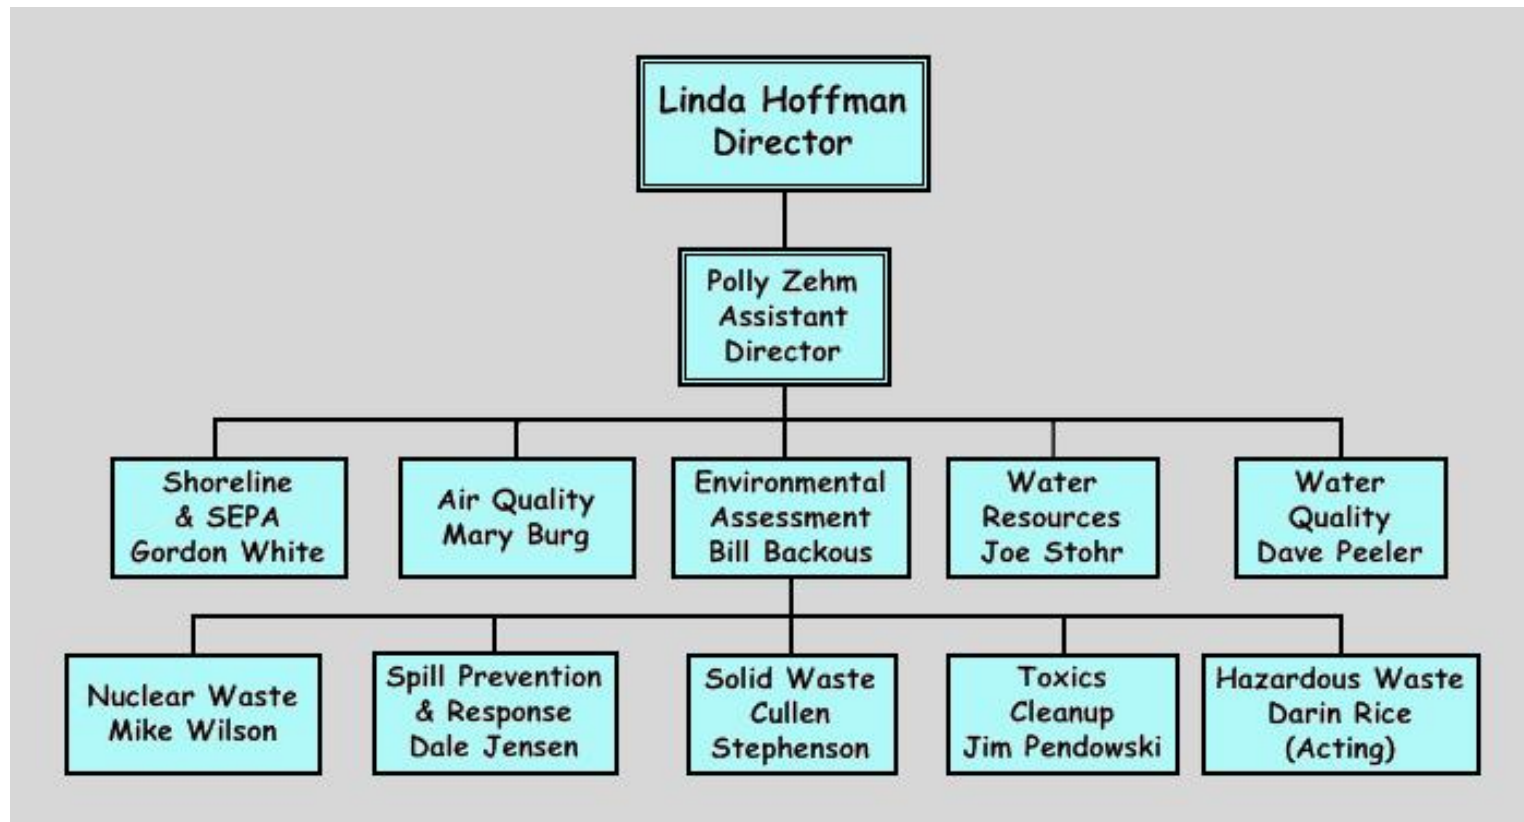 Linda Hoffman
Director
Polly Zehm
Assistant
Director
Shoreline
& SEPA
Gordon White
Air Quality
Mary Burg
Environmental
Assessment
Bill Backous
Water
Resources
Joe Stohr
Water
Quality
Dave Peeler
Nuclear Waste
Mike Wilson
Spill Prevention
& Response
Dale Jensen
Solid Waste
Cullen
Stephenson
Toxics
Cleanup
Jim Pendowski
Hazardous Waste
Darin Rice
(Acting)